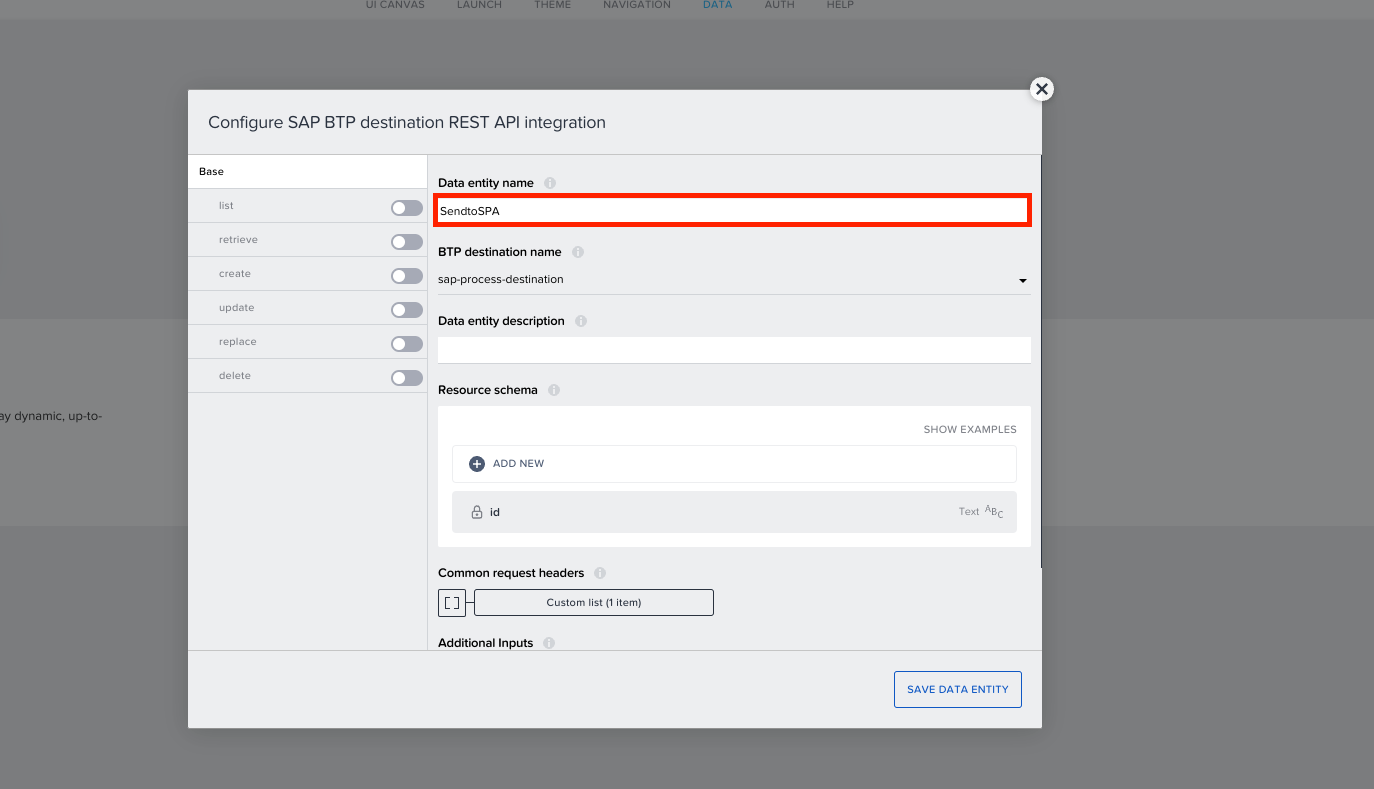 UI CANVAS LAUNCH THEME NAVIGATION DATA AUTH HELP
Configure SAP BTP destination REST API integration
Base
list
retrieve
create
update
replace
delete
ay dynamic, up-to-
Data entity name
SendtoSPA
BTP destination name
sap-process-destination
Data entity description
Resource schema
SHOW EXAMPLES
ADD NEW
id Text ABC
Common request headers
Custom list (1 item)
Additional Inputs
SAVE DATA ENTITY